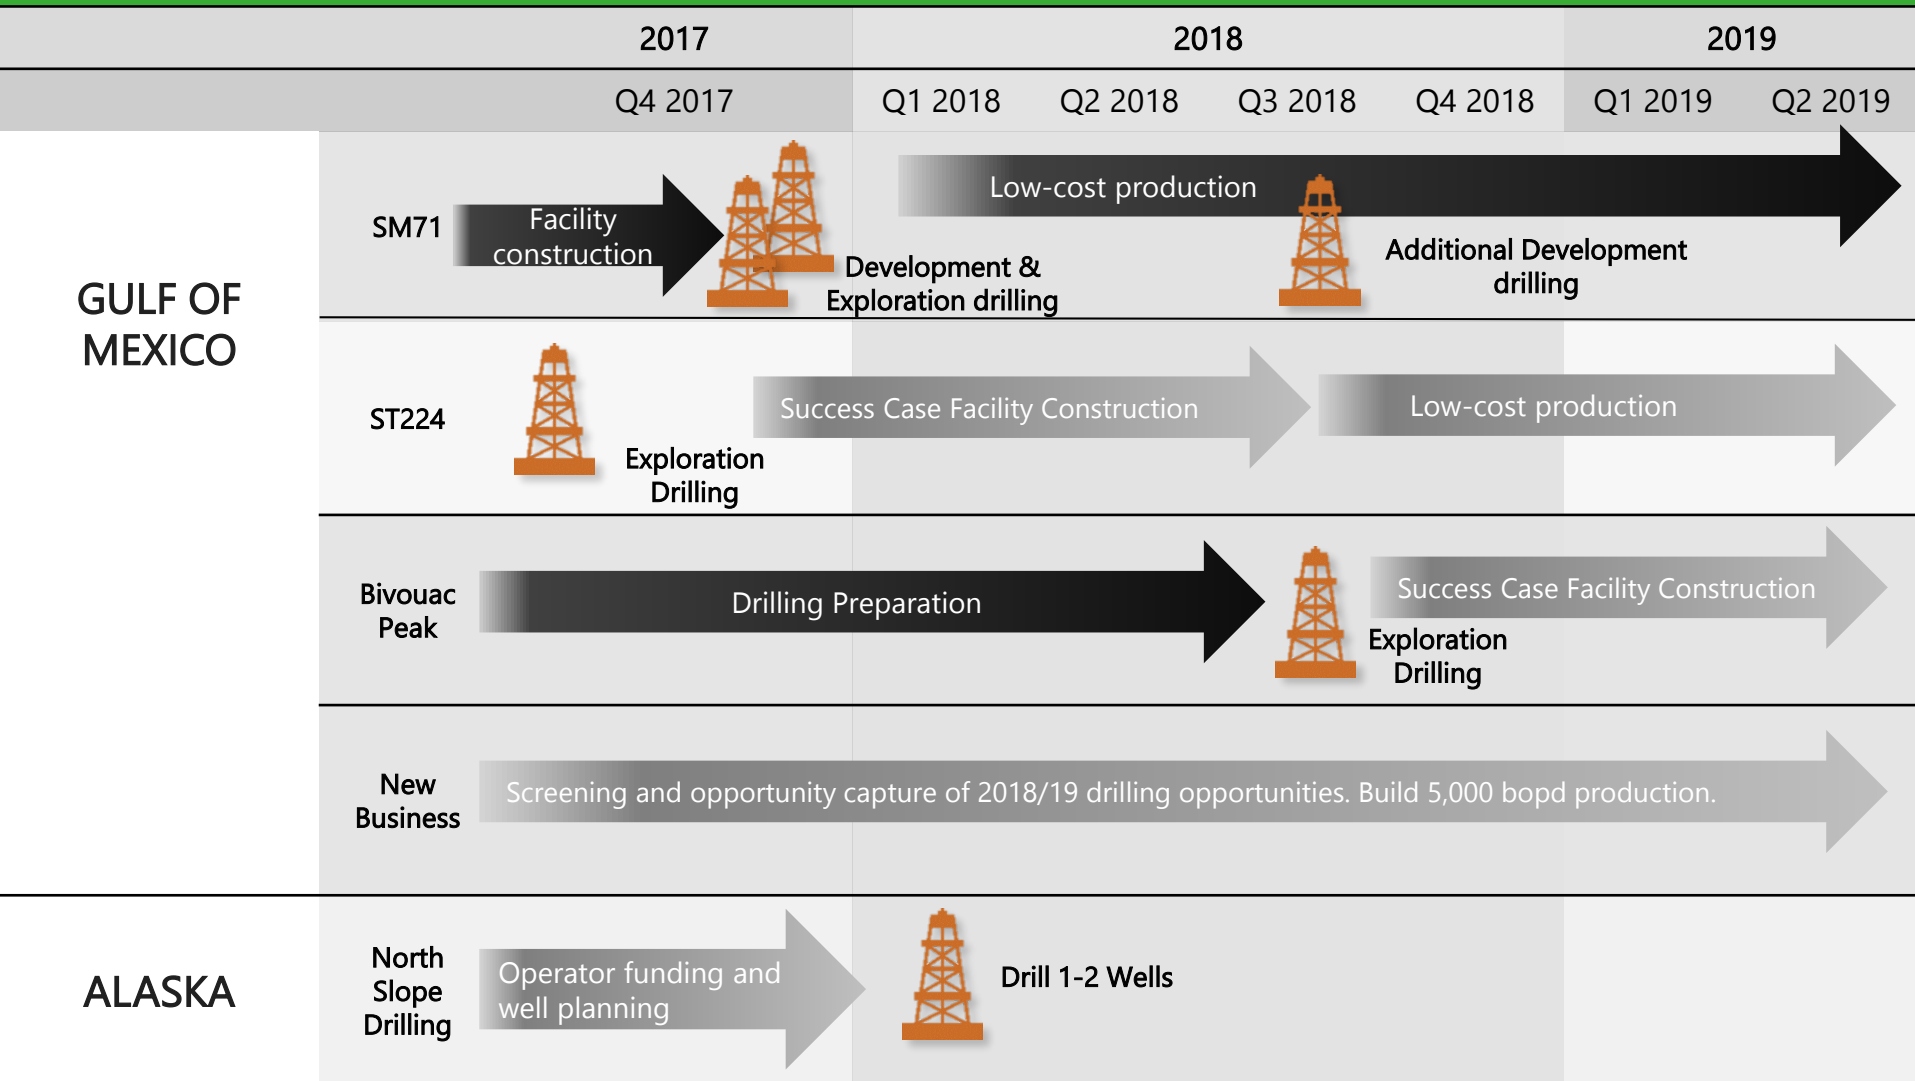 2017
2018
2019
Q4 2017
Q1 2018
Q2 2018
Q3 2018
Q4 2018
Q1 2019
Q2 2019
GULF OF
MEXICO
SM71
Facility
construction
Development &
Exploration drilling
Low-cost production
Additional Development
drilling
ST224
Exploration
Drilling
Success Case Facility Construction
Low-cost production
Bivouac
Peak
Drilling Preparation
Exploration
Drilling
Success Case Facility Construction
New
Business
Screening and opportunity capture of 2018/19 drilling opportunities. Build 5,000 bopd production.
ALASKA
North
Slope
Drilling
Operator funding and
well planning
Drill 1-2 Wells